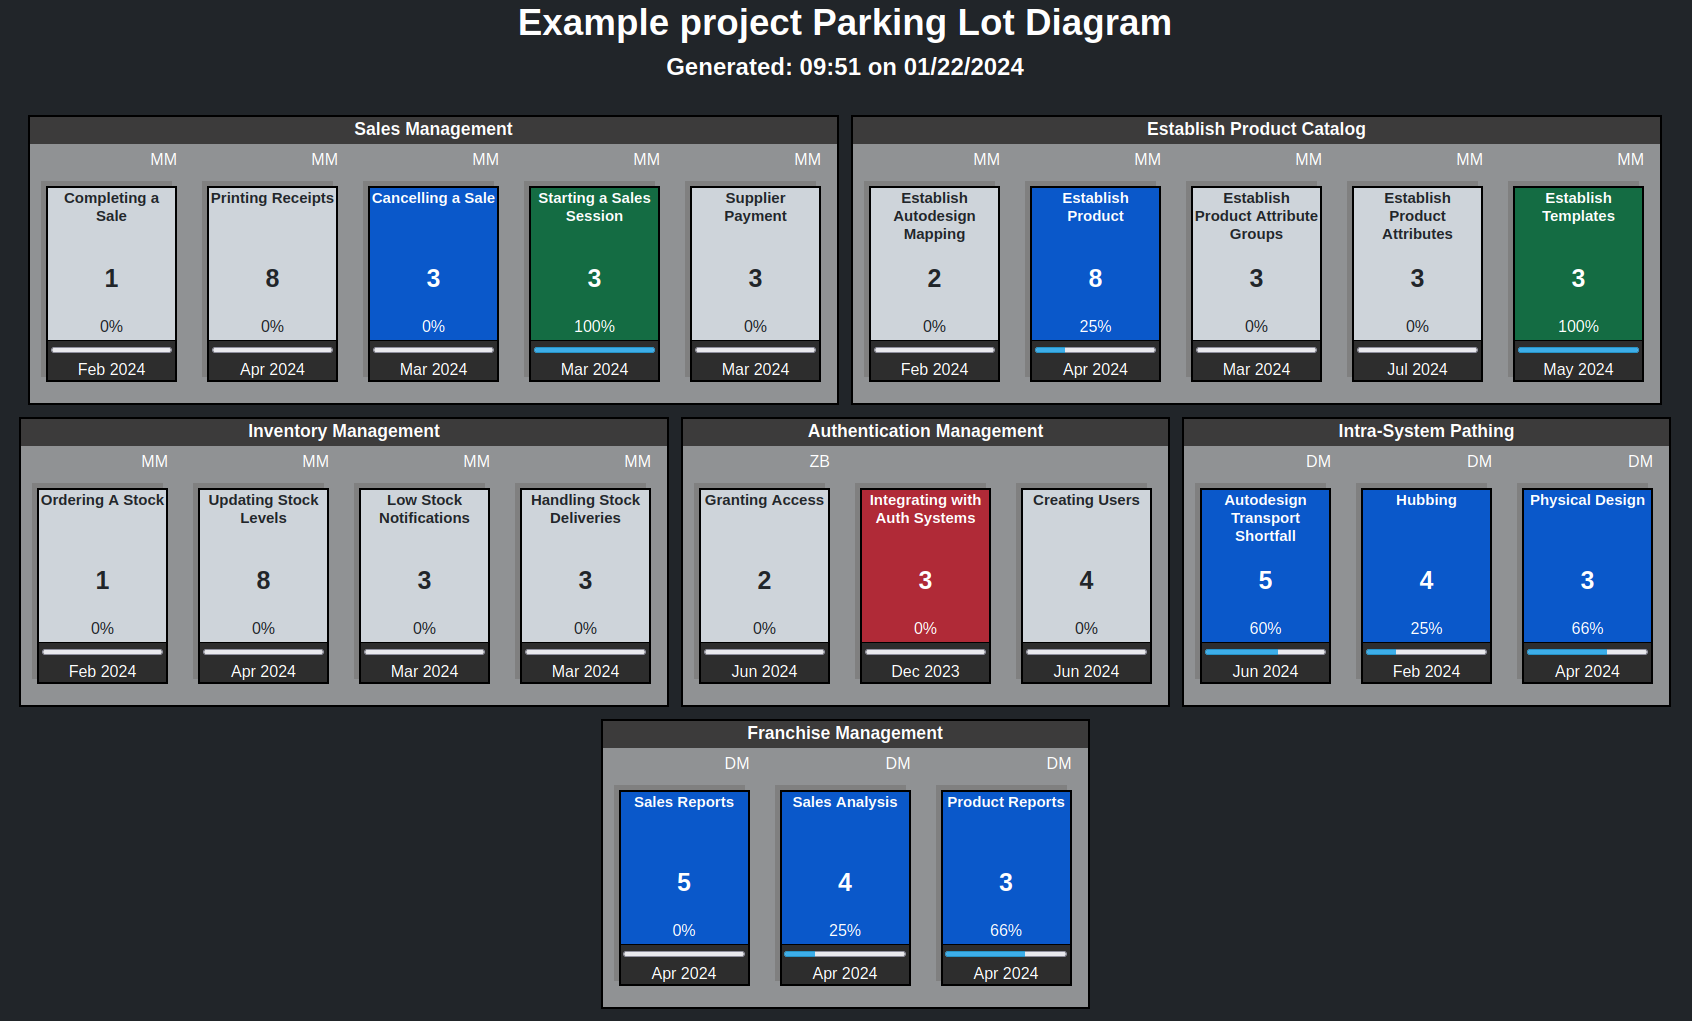 Example project Parking Lot Diagram
Generated: 09:51 on 01/22/2024
Sales Management
MM
Completing a
Sale
1
0%
Feb 2024
MM
Printing Receipts
8
0%
Apr 2024
MM
Cancelling a Sale
3
0%
Mar 2024
MM
Starting a Sales
Session
3
100%
Mar 2024
MM
Supplier
Payment
3
0%
Mar 2024
Establish Product Catalog
MM
Establish
Autodesign
Mapping
2
0%
Feb 2024
MM
Establish
Product
8
25%
Apr 2024
MM
Establish
Product Attribute
Groups
3
0%
Mar 2024
MM
Establish
Product
Attributes
3
0%
Jul 2024
MM
Establish
Templates
3
100%
May 2024
Inventory Management
MM
Ordering A Stock
1
0%
Feb 2024
MM
Updating Stock
Levels
8
0%
Apr 2024
MM
Low Stock
Notifications
3
0%
Mar 2024
MM
Handling Stock
Deliveries
3
0%
Mar 2024
Authentication Management
ZB
Granting Access
2
0%
Jun 2024
Integrating with
Auth Systems
3
0%
Dec 2023
Creating Users
4
0%
Jun 2024
Intra-System Pathing
DM
Autodesign
Transport
Shortfall
5
60%
Jun 2024
DM
Hubbing
4
25%
Feb 2024
DM
Physical Design
3
66%
Apr 2024
Franchise Management
DM
Sales Reports
5
0%
Apr 2024
DM
Sales Analysis
4
25%
Apr 2024
DM
Product Reports
3
66%
Apr 2024